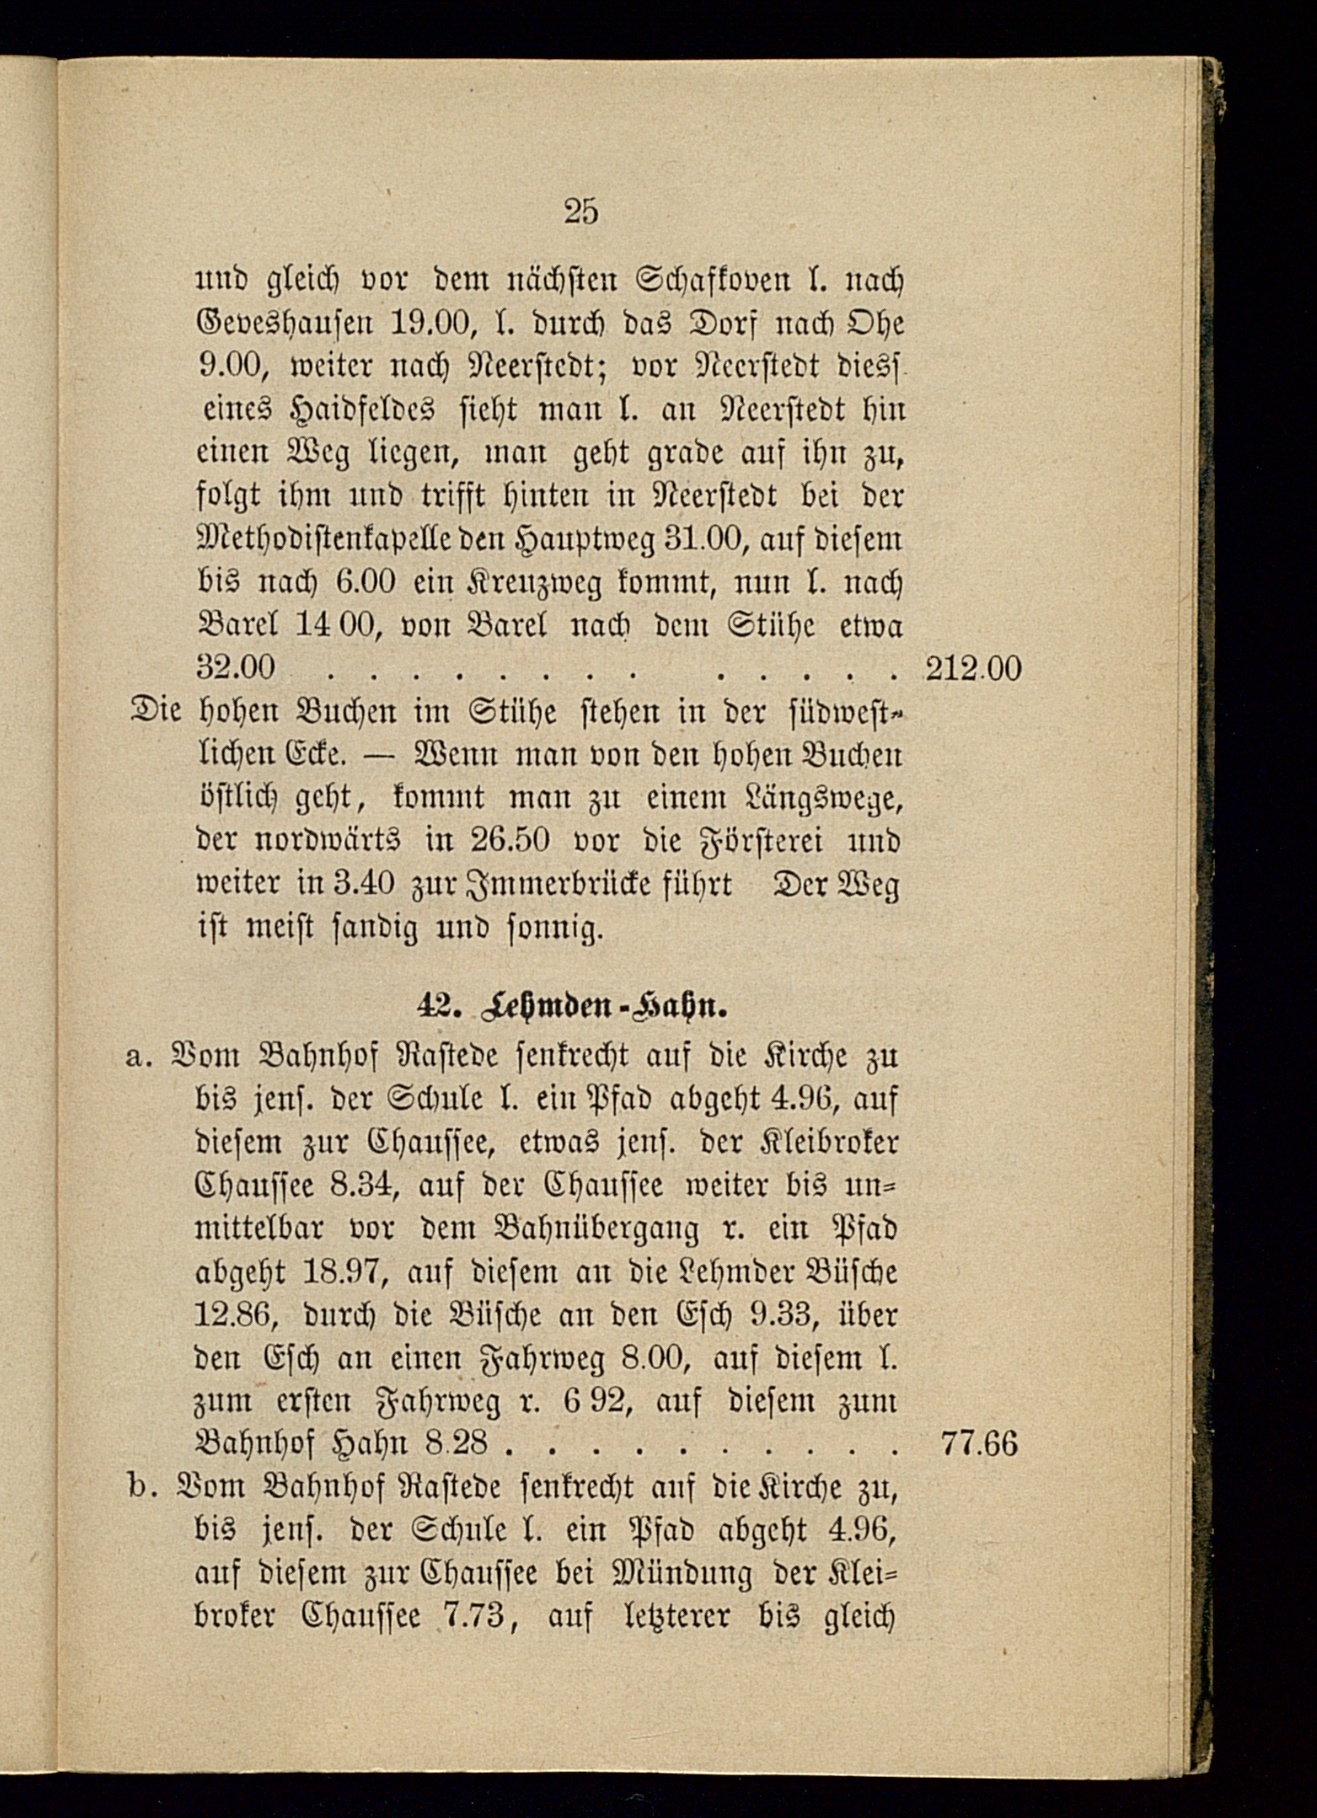 25
und gleich vor dem nächsten Schafkoven l. nach
Geveshausen 19.00, l. durch das Dorf nach Ohe
9.00, weiter nach Neerstedt; vor Neerstedt diess.
eines Haidfeldes sieht man l. an Neerstedt hin
einen Weg liegen, man geht grade auf ihn zu,
folgt ihm und trifft hinten in Neerstedt bei der
Methodistenkapelle den Hauptweg 31.00, auf diesem
bis nach 6.00 ein Kreuzweg kommt, nun l. nach
Barel 14 00, von Barel nach dem Stühe etwa
32.00 . . . . . . . . . . . . . 212.00
Die hohen Buchen im Stühe stehen in der südwest-
lichen Ecke. — Wenn man von den hohen Buchen
östlich geht, kommt man zu einem Längswege,
der nordwärts in 26.50 vor die Försterei und
weiter in 3.40 zur Immerbrücke führt Der Weg
ist meist sandig und sonnig.
42. Lehmden-Hahn.
a. Vom Bahnhof Rastede senkrecht auf die Kirche zu
bis jens. der Schule l. ein Pfad abgeht 4.96, auf
diesem zur Chaussee, etwas jens. der Kleibroker
Chaussee 8.34, auf der Chaussee weiter bis un-
mittelbar vor dem Bahnübergang r. ein Pfad
abgeht 18.97, auf diesem an die Lehmder Büsche
12.86, durch die Büsche an den Esch 9.33, über
den Esch an einen Fahrweg 8.00, auf diesem l.
zum ersten Fahrweg r. 6 92, auf diesem zum
Bahnhof Hahn 8.28 . . . . . . . . . . 77.66
b. Vom Bahnhof Rastede senkrecht auf die Kirche zu,
bis jens. der Schule l. ein Pfad abgeht 4.96,
auf diesem zur Chaussee bei Mündung der Klei-
broker Chaussee 7.73, auf letzterer bis gleich